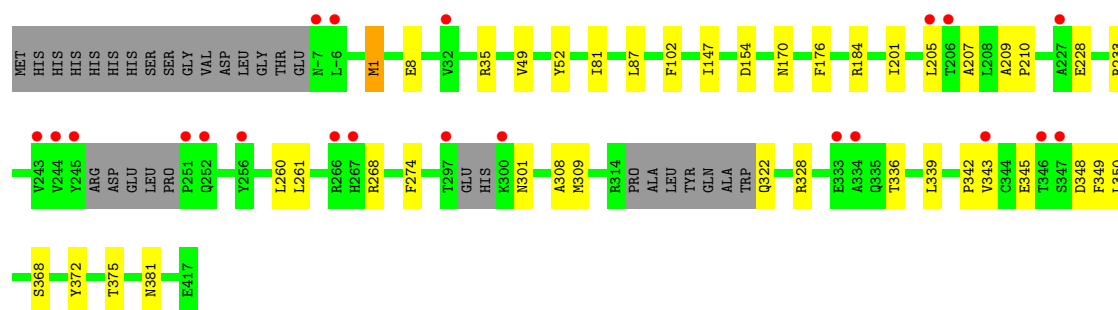 MET HIS HIS HIS HIS HIS HIS SER SER GLY VAL ASP LEU GLY THR GLU N-7 L-6 V32 M1 E8 R35 V49 Y52 I81 L87 F102 I147 D154 N170 F176 R184 I201 L205 T206 A207 L208 A209 P210 A227 E228
V243 V244 Y245 ARG ASP GLU LEU PRO P251 Q252 Y256 L260 L261 R266 H267 R268 F274 T297 GLU HIS K300 N301 A308 M309 R314 PRO ALA LEU TYR GLN ALA TRP Q322 R328 E333 A334 Q335 T336 L339 P342 V343 C344 E345 T346 S347 D348 F349 L350
S368 Y372 T375 N381 E417